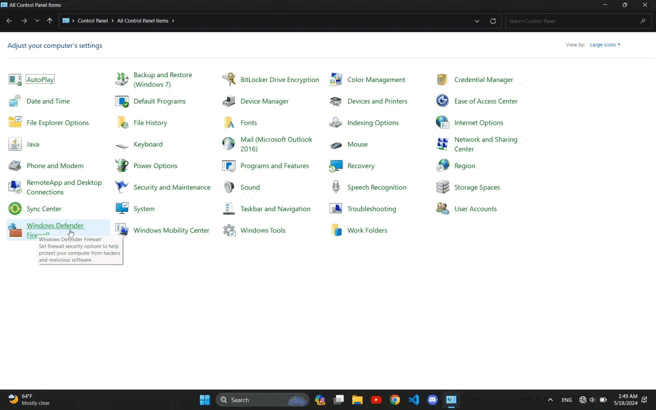 All Control Panel Items
Control Panel
All Control Panel Items
Search Control Panel
Adjust your computer's settings
View by: Large icons
AutoPlay
Backup and Restore
(Windows 7)
BitLocker Drive Encryption
Color Management
Credential Manager
Date and Time
Default Programs
Device Manager
Devices and Printers
Ease of Access Center
File Explorer Options
File History
Fonts
Indexing Options
Internet Options
Java
Keyboard
Mail (Microsoft Outlook
2016)
Mouse
Network and Sharing
Center
Phone and Modem
Power Options
Programs and Features
Recovery
Region
RemoteApp and Desktop
Connections
Security and Maintenance
Sound
Speech Recognition
Storage Spaces
Sync Center
System
Taskbar and Navigation
Troubleshooting
User Accounts
Windows Defender
Firewall
Windows Mobility Center
Windows Tools
Work Folders
Windows Defender Firewall
Set firewall security options to help
protect your computer from hackers
and malicious software.
64°F
Mostly clear
Search
ENG
1:49 AM
5/18/2024